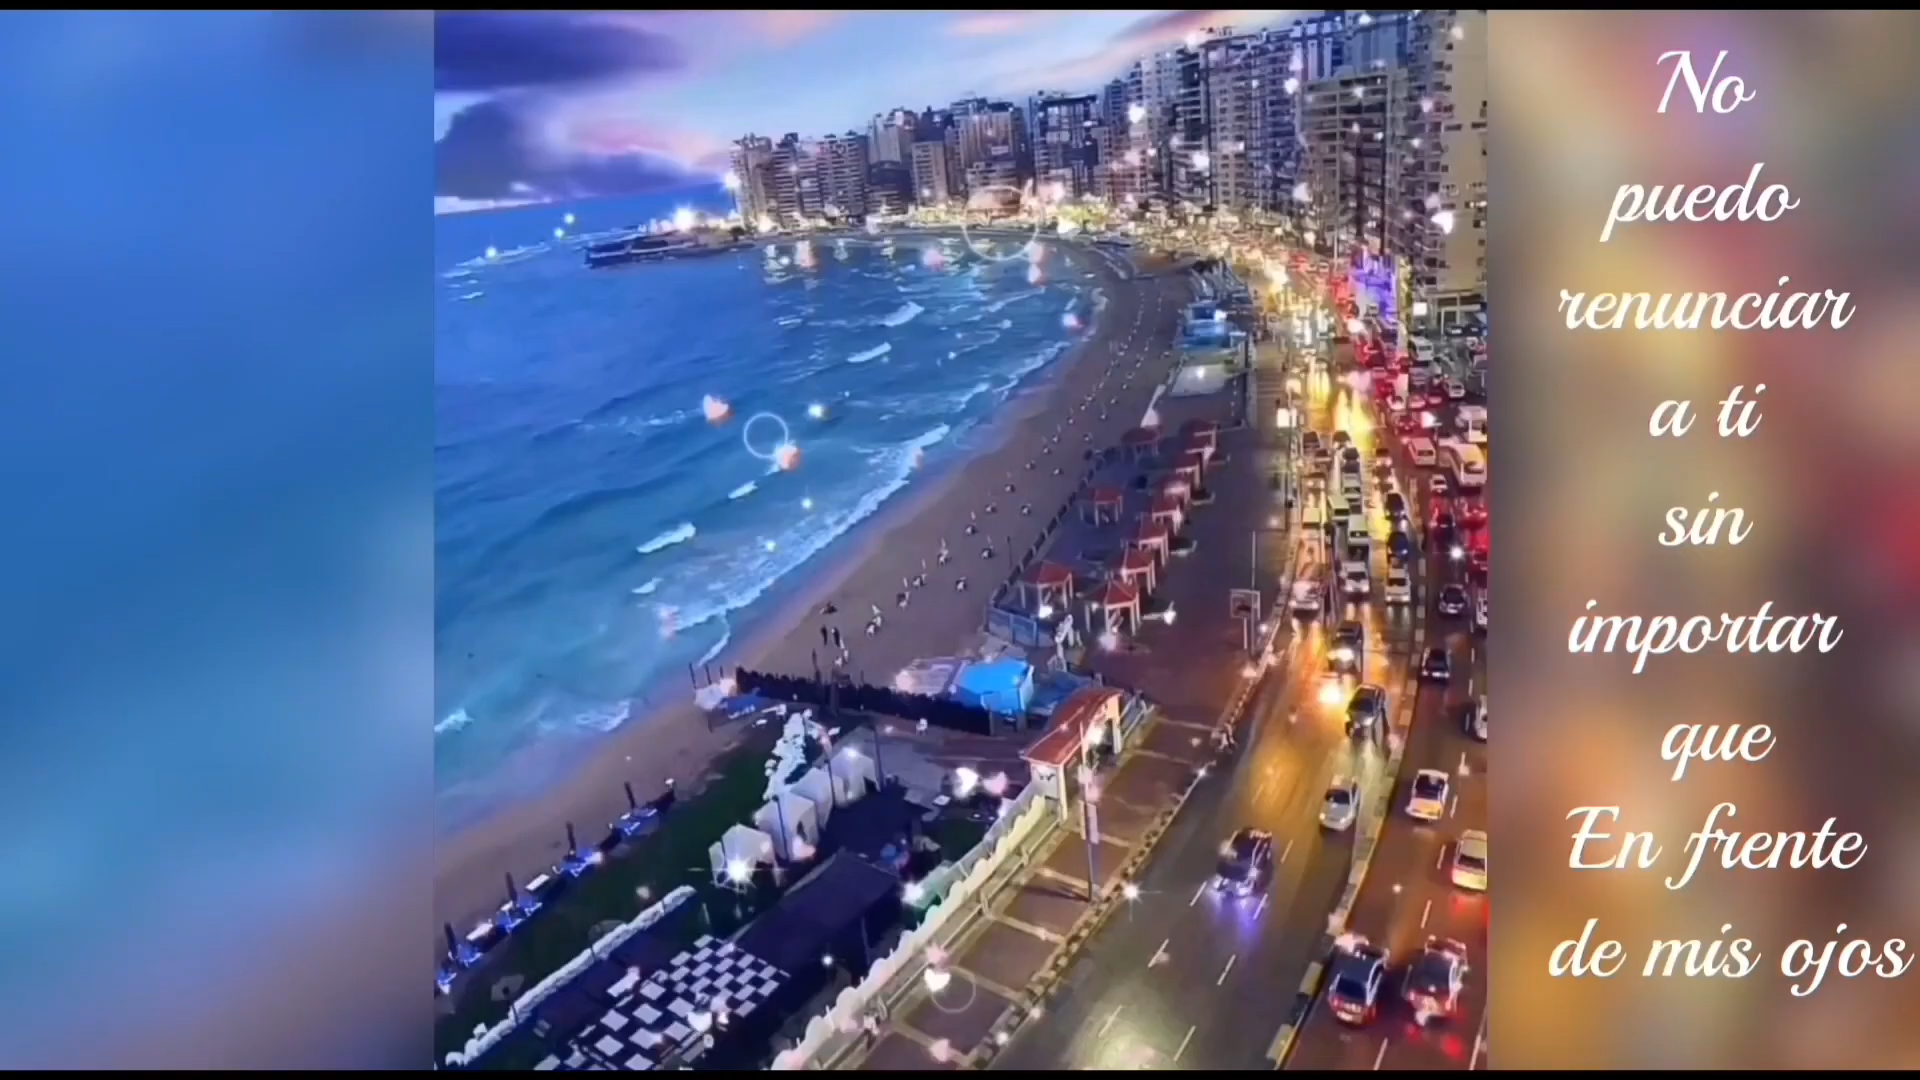 No
puedo
renunciar
a ti
sin
importar
que
En frente
de mis ojos